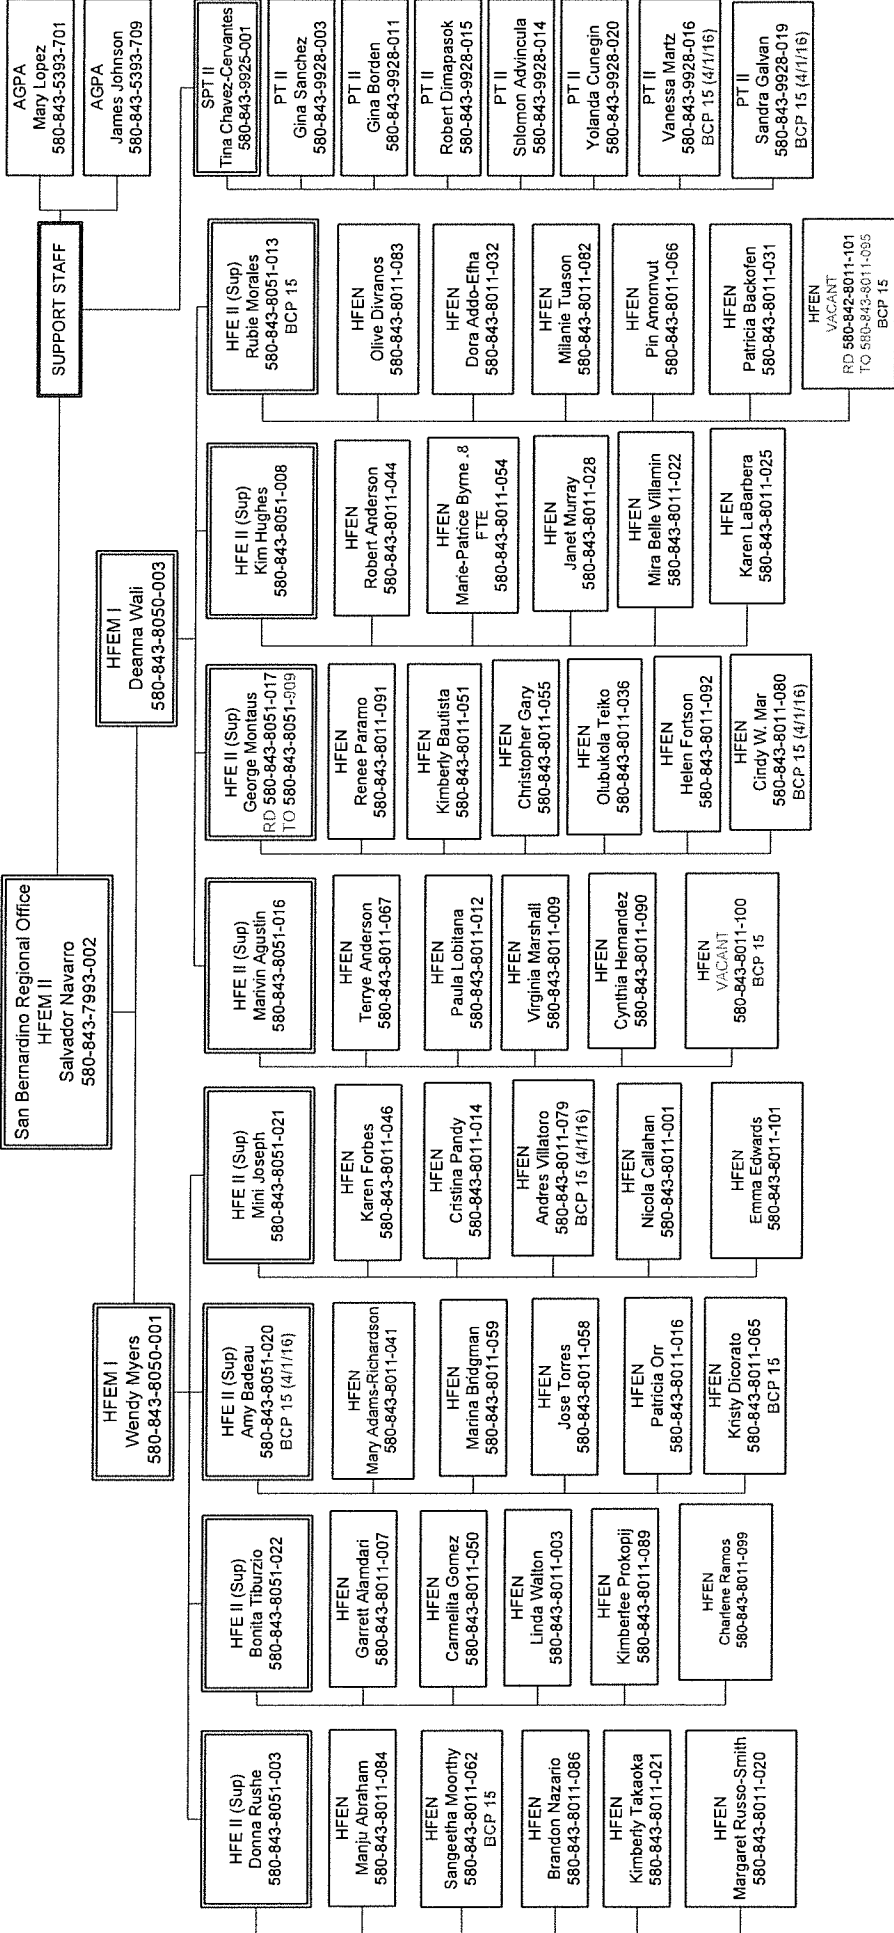 San Bernardino Regional Office
HFEM II
Salvador Navarro
580-843-7993-002
SUPPORT STAFF
AGPA
Mary Lopez
580-843-5393-701
AGPA
James Johnson
580-843-5393-709
HFEM I
Wendy Myers
580-843-8050-001
HFEM I
Deanna Wali
580-843-8050-003
HFE II (Sup)
Donna Rushe
580-843-8051-003
HFEN
Manju Abraham
580-843-8011-084
HFEN
Sangeetha Moorthy
580-843-8011-062
BCP 15
HFEN
Brandon Nazario
580-843-8011-086
HFEN
Kimberly Takaoka
580-843-8011-021
HFEN
Margaret Russo-Smith
580-843-8011-020
HFE II (Sup)
Bonita Tiburzio
580-843-8051-022
HFEN
Garrett Alamdari
580-843-8011-007
HFEN
Carmelita Gomez
580-843-8011-050
HFEN
Linda Walton
580-843-8011-003
HFEN
Kimberlee Prokopij
580-843-8011-089
HFEN
Charlene Ramos
580-843-8011-099
HFE II (Sup)
Amy Badeau
580-843-8051-020
BCP 15 (4/1/16)
HFEN
Mary Adams-Richardson
580-843-8011-041
HFEN
Marina Bridgman
580-843-8011-059
HFEN
Jose Torres
580-843-8011-058
HFEN
Patricia Orr
580-843-8011-016
HFEN
Kristy Dicorato
580-843-8011-065
BCP 15
HFE II (Sup)
Mini Joseph
580-843-8051-021
HFEN
Karen Forbes
580-843-8011-046
HFEN
Cristina Pandy
580-843-8011-014
HFEN
Andres Villatoro
580-843-8011-079
BCP 15 (4/1/16)
HFEN
Nicola Callahan
580-843-8011-001
HFEN
Emma Edwards
580-843-8011-101
HFE II (Sup)
Marivin Agustin
580-843-8051-016
HFEN
Terrye Anderson
580-843-8011-067
HFEN
Paula Lobitana
580-843-8011-012
HFEN
Virginia Marshall
580-843-8011-009
HFEN
Cynthia Hernandez
580-843-8011-090
HFEN
VACANT
580-843-8011-100
BCP 15
HFE II (Sup)
George Montaus
RD 580-843-8051-017
TO 580-843-8051-909
HFEN
Renee Paramo
580-843-8011-091
HFEN
Kimberly Bautista
580-843-8011-051
HFEN
Christopher Gary
580-843-8011-055
HFEN
Olubukola Teiko
580-843-8011-036
HFEN
Helen Fortson
580-843-8011-092
HFEN
Cindy W. Mar
580-843-8011-080
BCP 15 (4/1/16)
HFE II (Sup)
Kim Hughes
580-843-8051-008
HFEN
Robert Anderson
580-843-8011-044
HFEN
Marie-Patrice Byrne .8
FTE
580-843-8011-054
HFEN
Janet Murray
580-843-8011-028
HFEN
Mira Belle Villamin
580-843-8011-022
HFEN
Karen LaBarbera
580-843-8011-025
HFE II (Sup)
Rubie Morales
580-843-8051-013
BCP 15
HFEN
Olive Divranos
580-843-8011-083
HFEN
Dora Addo-Efha
580-843-8011-032
HFEN
Milanie Tuason
580-843-8011-082
HFEN
Pin Amornvut
580-843-8011-066
HFEN
Patricia Backofen
580-843-8011-031
HFEN
VACANT
RD 580-842-8011-101
TO 580-843-8011-095
BCP 15
SPT II
Tina Chavez-Cervantes
580-843-9925-001
PT II
Gina Sanchez
580-843-9928-003
PT II
Gina Borden
580-843-9928-011
PT II
Robert Dimapasok
580-843-9928-015
PT II
Solomon Advincula
580-843-9928-014
PT II
Yolanda Cunegin
580-843-9928-020
PT II
Vanessa Martz
580-843-9928-016
BCP 15 (4/1/16)
PT II
Sandra Galvan
580-843-9928-019
BCP 15 (4/1/16)